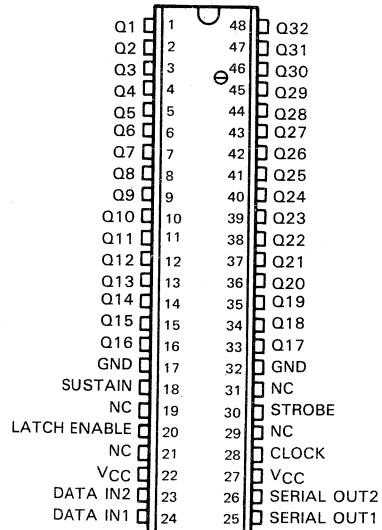 Q1 1 48 Q32
Q2 2 47 Q31
Q3 3 46 Q30
Q4 4 45 Q29
Q5 5 44 Q28
Q6 6 43 Q27
Q7 7 42 Q26
Q8 8 41 Q25
Q9 9 40 Q24
Q10 10 39 Q23
Q11 11 38 Q22
Q12 12 37 Q21
Q13 13 36 Q20
Q14 14 35 Q19
Q15 15 34 Q18
Q16 16 33 Q17
GND 17 32 GND
SUSTAIN 18 31 NC
NC 19 30 STROBE
LATCH ENABLE 20 29 NC
NC 21 28 CLOCK
VCC 22 27 VCC
DATA IN2 23 26 SERIAL OUT2
DATA IN1 24 25 SERIAL OUT1